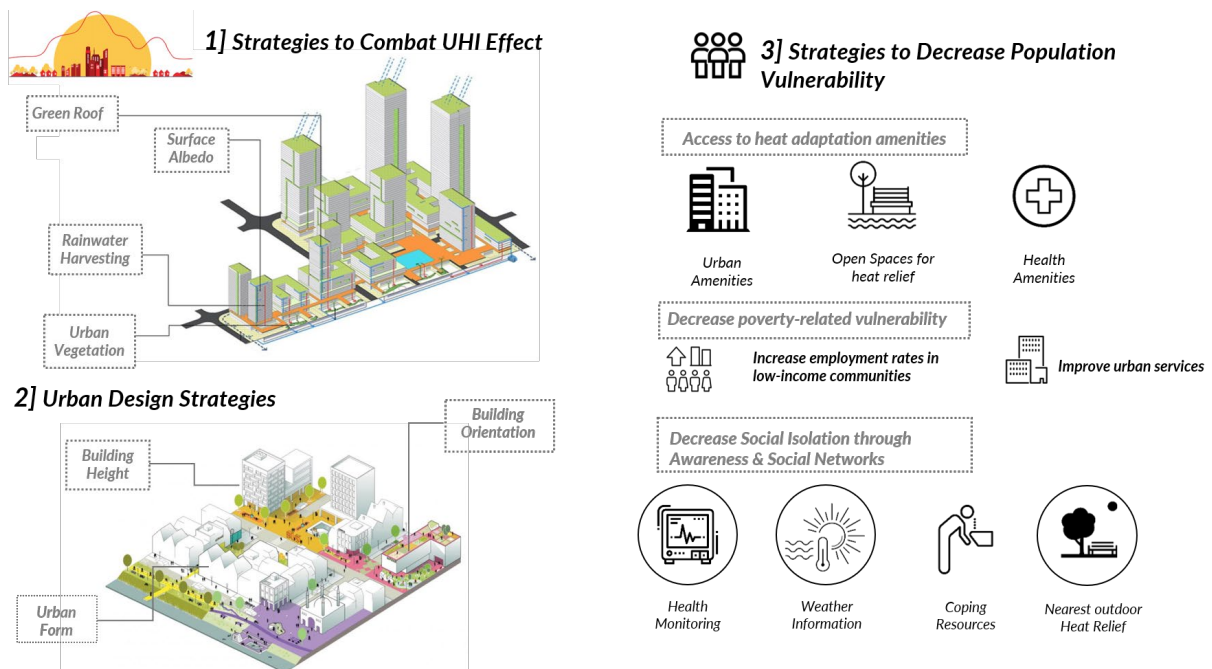 1] Strategies to Combat UHI Effect
Green Roof
Surface
Albedo
Rainwater
Harvesting
Urban
Vegetation
2] Urban Design Strategies
Building
Orientation
Building
Height
Urban
Form
3] Strategies to Decrease Population
Vulnerability
Access to heat adaptation amenities
Urban
Amenities
Open Spaces for
heat relief
Health
Amenities
Decrease poverty-related vulnerability
Increase employment rates in
low-income communities
Improve urban services
Decrease Social Isolation through
Awareness & Social Networks
Health
Monitoring
Weather
Information
Coping
Resources
Nearest outdoor
Heat Relief